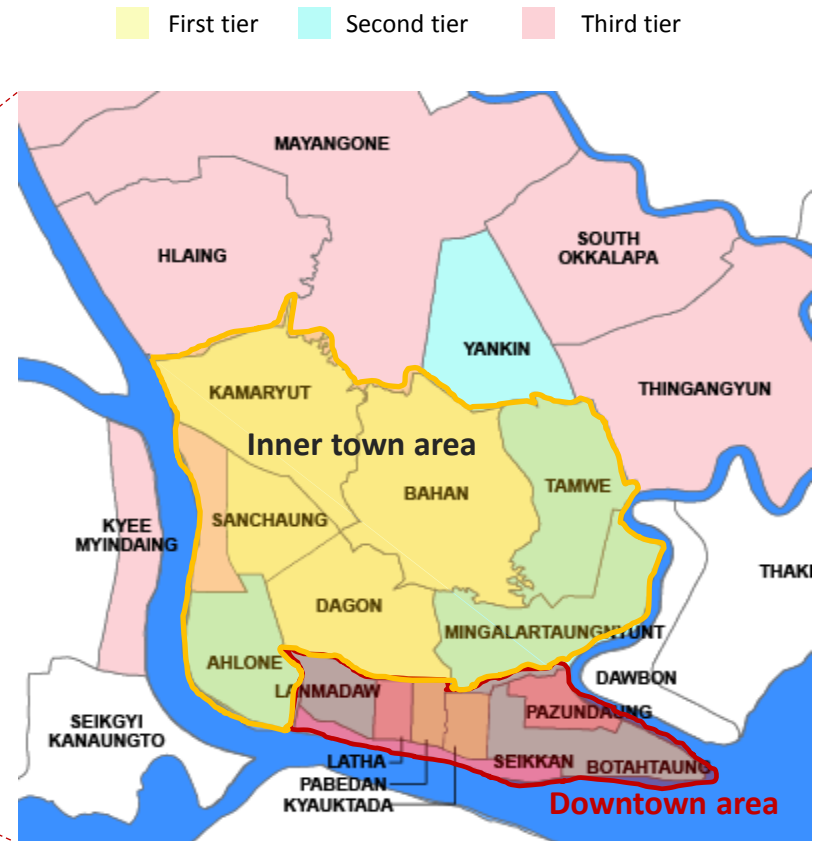 First tier
Second tier
Third tier
MAYANGONE
HLAING
SOUTH
OKKALAPA
YANKIN
THINGANGYUN
KAMARYUT
Inner town area
BAHAN
TAMWE
SANCHAUNG
KYEE
MYINDAING
THAKI
DAGON
MINGALARTAUNGNYUNT
AHLONE
DAWBON
LANMADAW
PAZUNDAUNG
SEIKGYI
KANAUNGTO
LATHA
SEIKKAN
BOTAHTAUNG
PABEDAN
KYAUKTADA
Downtown area